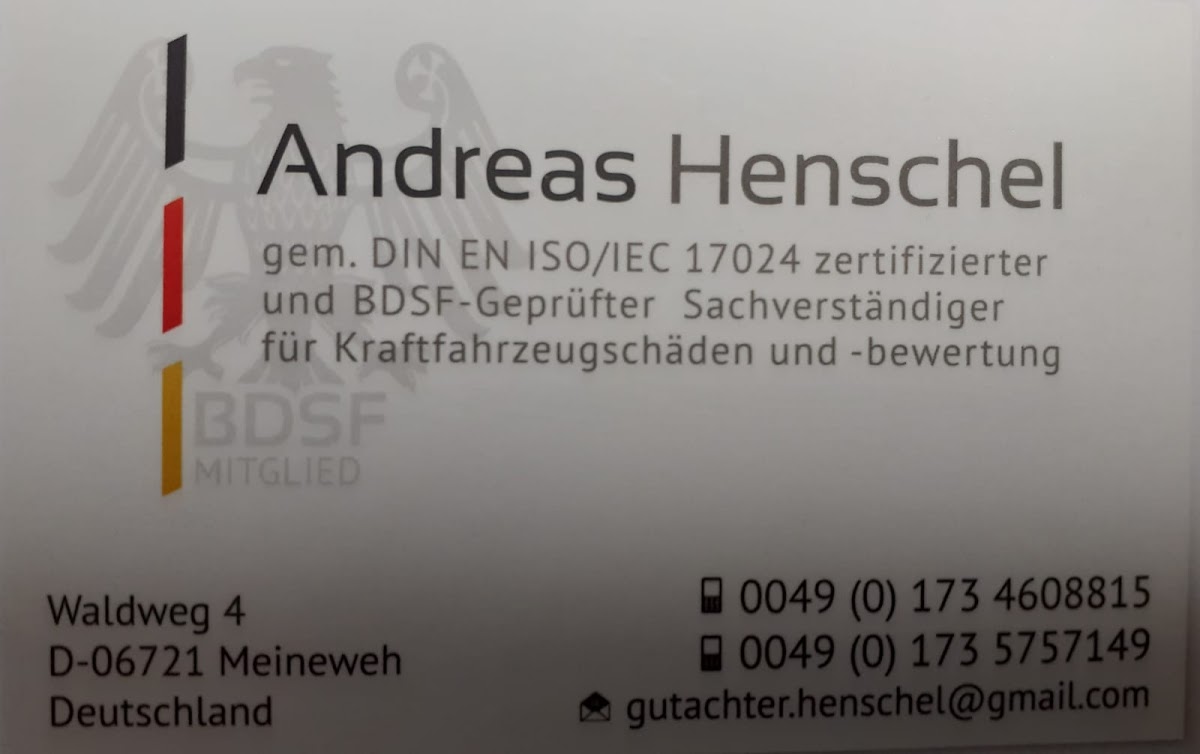 Andreas Henschel
gem. DIN EN ISO/IEC 17024 zertifizierter
und BDSF-Geprüfter Sachverständiger
für Kraftfahrzeugschäden und -bewertung
BDSF
MITGLIED
Waldweg 4
D-06721 Meineweh
Deutschland
0049 (0) 173 4608815
0049 (0) 173 5757149
gutachter.henschel@gmail.com